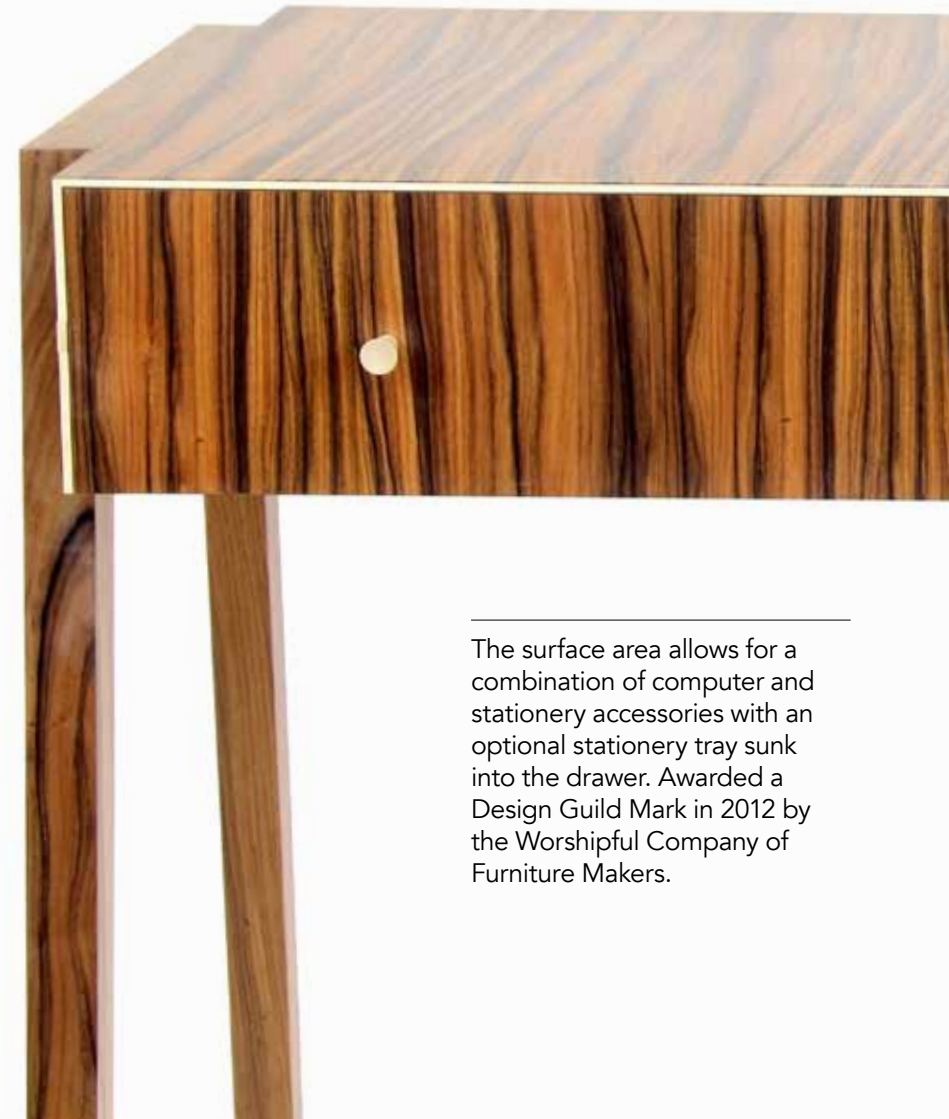 The surface area allows for a
combination of computer and
stationery accessories with an
optional stationery tray sunk
into the drawer. Awarded a
Design Guild Mark in 2012 by
the Worshipful Company of
Furniture Makers.